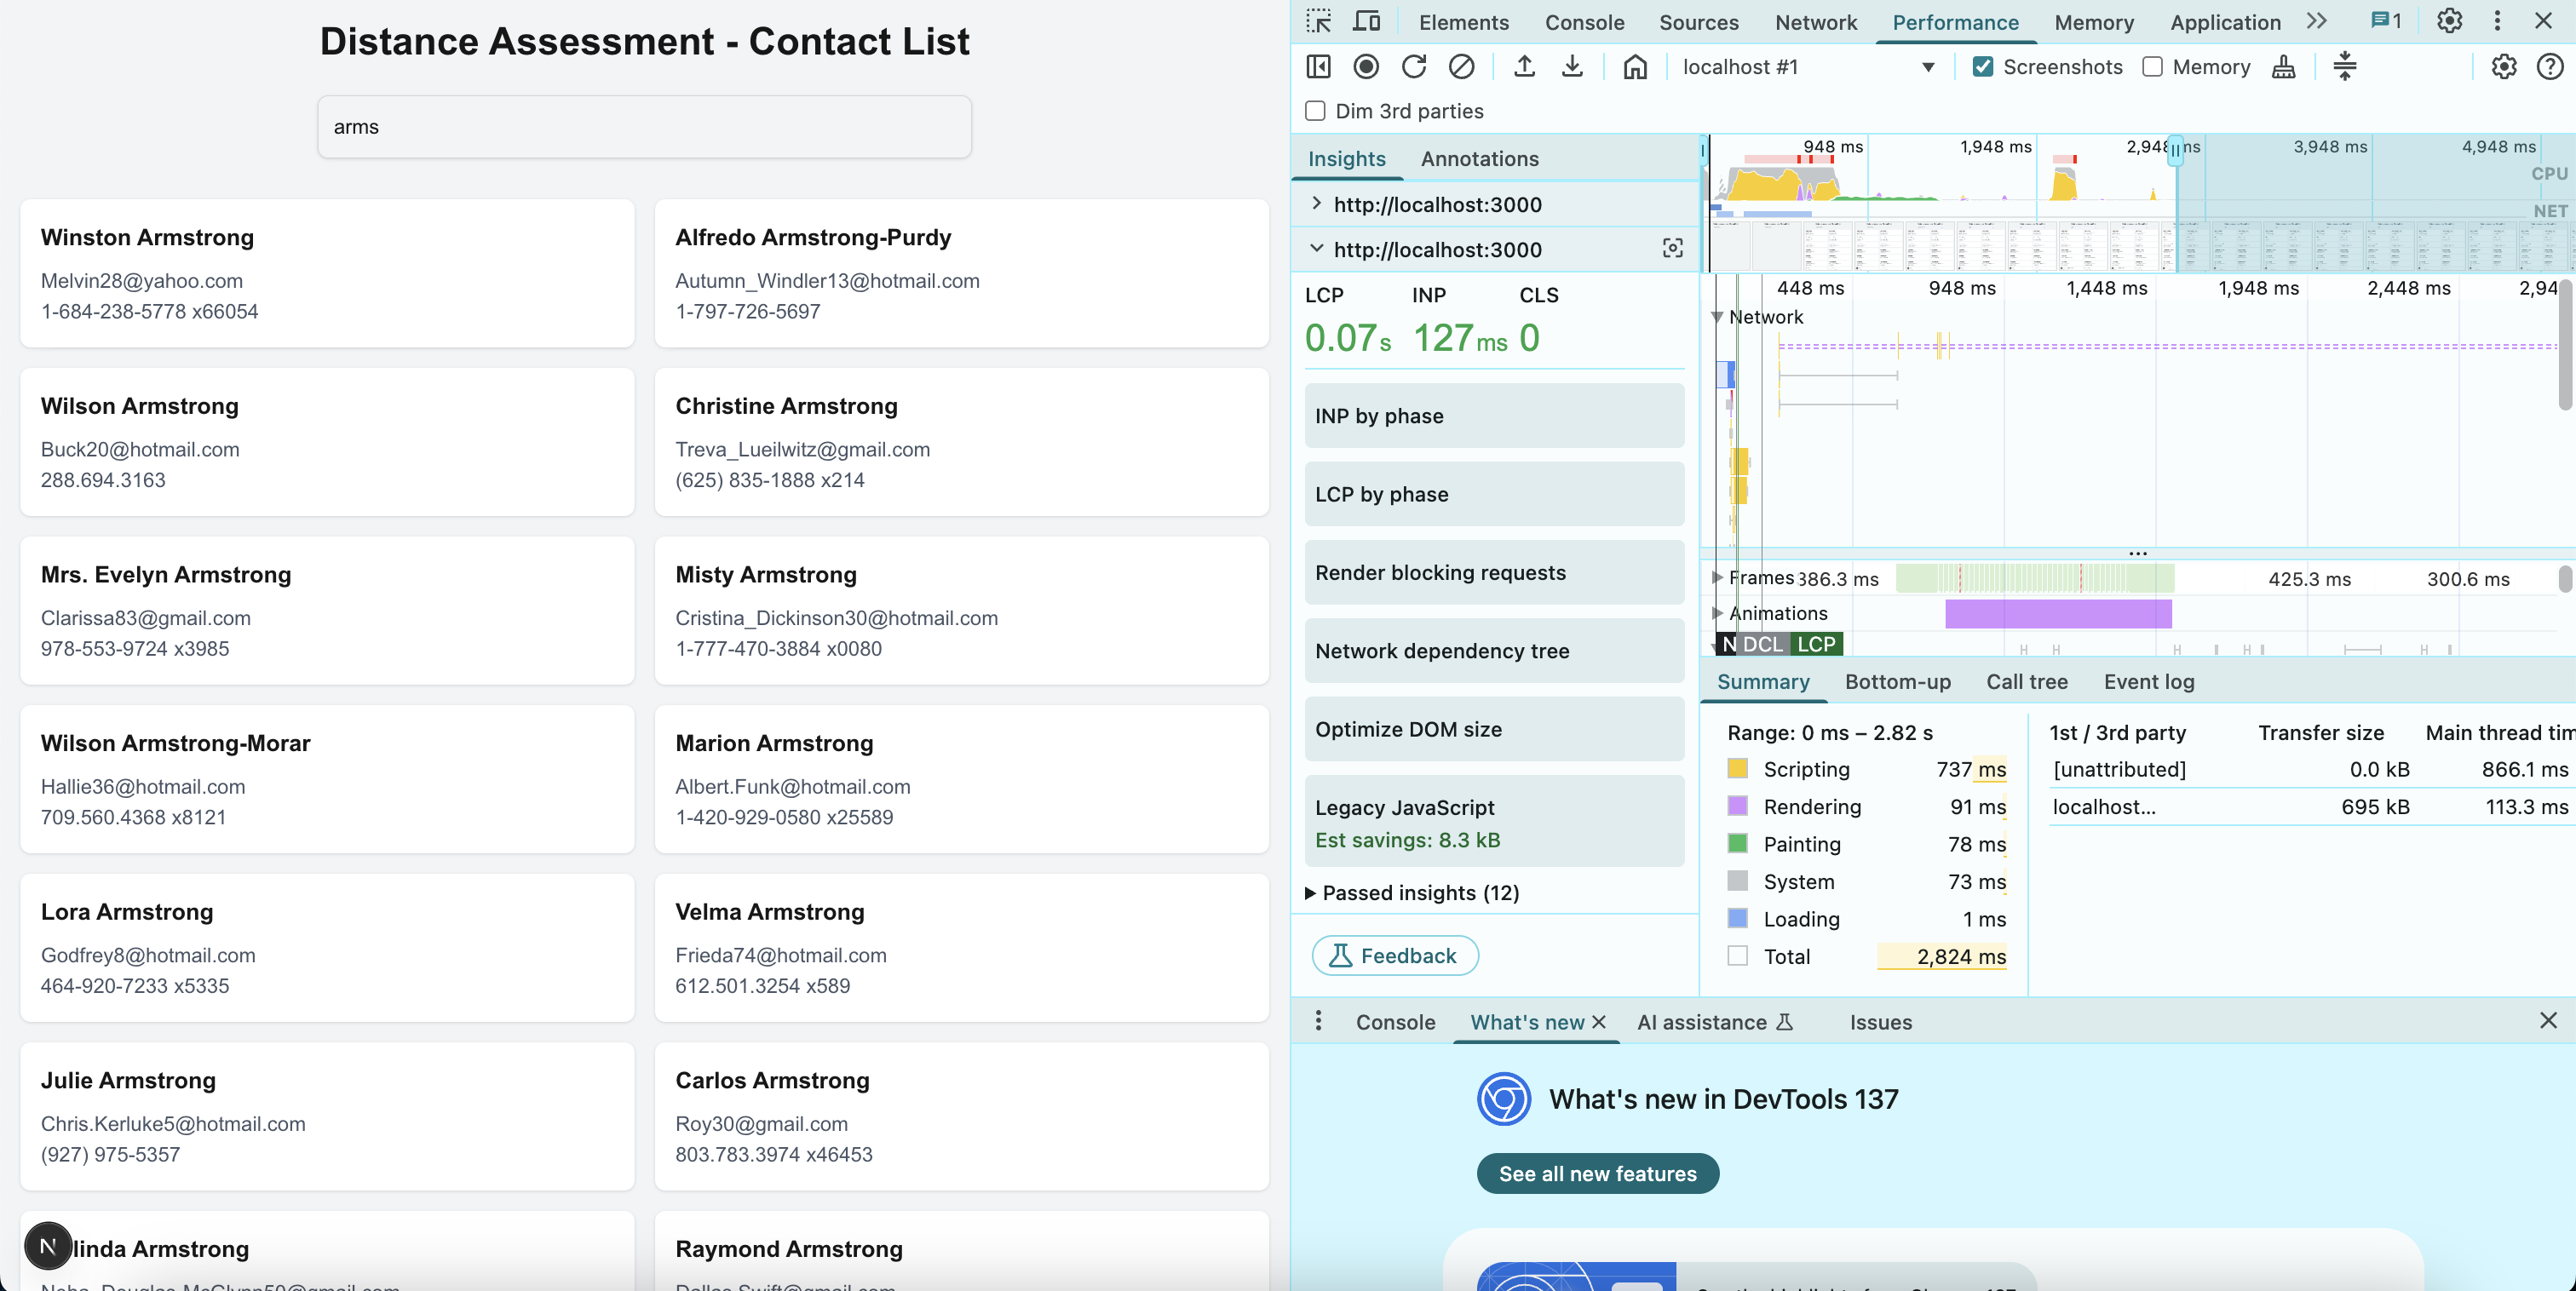 Distance Assessment - Contact List
arms
Winston Armstrong
Melvin28@yahoo.com
1-684-238-5778 x66054
Alfredo Armstrong-Purdy
Autumn_Windler13@hotmail.com
1-797-726-5697
Wilson Armstrong
Buck20@hotmail.com
288.694.3163
Christine Armstrong
Treva_Lueilwitz@gmail.com
(625) 835-1888 x214
Mrs. Evelyn Armstrong
Clarissa83@gmail.com
978-553-9724 x3985
Misty Armstrong
Cristina_Dickinson30@hotmail.com
1-777-470-3884 x0080
Wilson Armstrong-Morar
Hallie36@hotmail.com
709.560.4368 x8121
Marion Armstrong
Albert.Funk@hotmail.com
1-420-929-0580 x25589
Lora Armstrong
Godfrey8@hotmail.com
464-920-7233 x5335
Velma Armstrong
Frieda74@hotmail.com
612.501.3254 x589
Julie Armstrong
Chris.Kerluke5@hotmail.com
(927) 975-5357
Carlos Armstrong
Roy30@gmail.com
803.783.3974 x46453
N
linda Armstrong
Raymond Armstrong
Elements Console Sources Network Performance Memory Application 1
localhost #1 Screenshots Memory
Dim 3rd parties
Insights Annotations
http://localhost:3000
http://localhost:3000
LCP INP CLS
0.07 s 127 ms 0
INP by phase
LCP by phase
Render blocking requests
Network dependency tree
Optimize DOM size
Legacy JavaScript
Est savings: 8.3 kB
Passed insights (12)
Feedback
948 ms 1,948 ms 2,948 ms 3,948 ms 4,948 ms
CPU
NET
448 ms 948 ms 1,448 ms 1,948 ms 2,448 ms 2,94
Network
Frames 386.3 ms 425.3 ms 300.6 ms
Animations
N DCL LCP
Summary Bottom-up Call tree Event log
Range: 0 ms – 2.82 s
Scripting 737 ms
Rendering 91 ms
Painting 78 ms
System 73 ms
Loading 1 ms
Total 2,824 ms
1st / 3rd party Transfer size Main thread tim
[unattributed] 0.0 kB 866.1 ms
localhost... 695 kB 113.3 ms
Console What's new AI assistance Issues
What's new in DevTools 137
See all new features